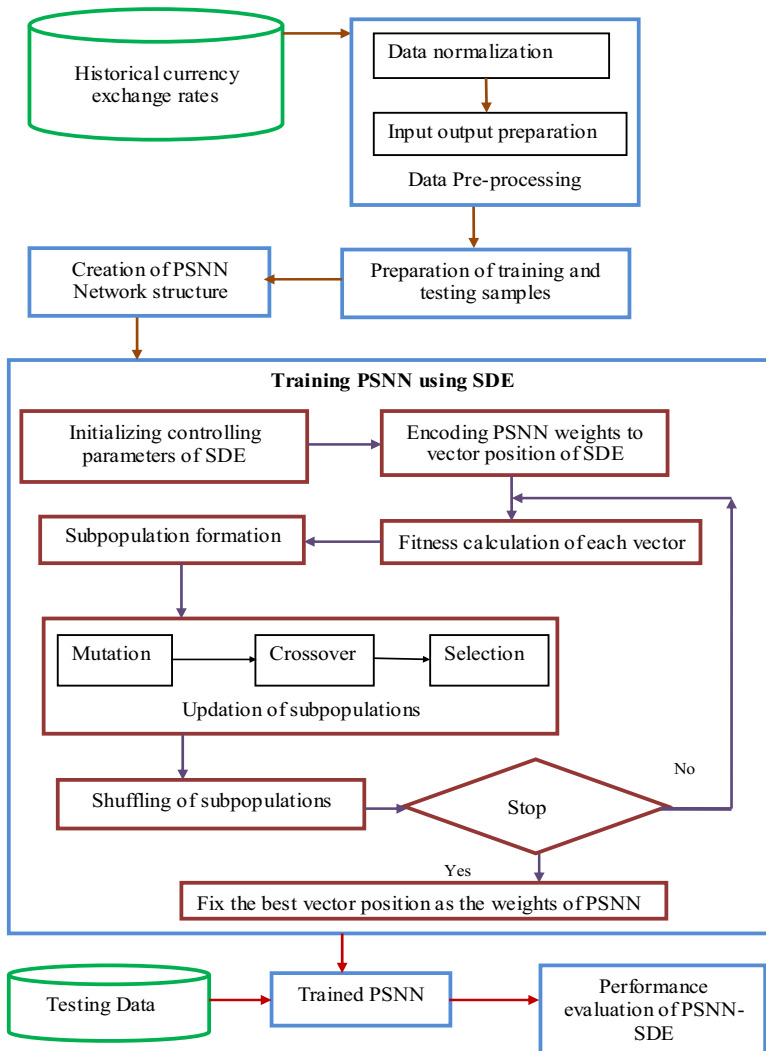 Historical currency
exchange rates
Data normalization
Input output preparation
Data Pre-processing
Creation of PSNN
Network structure
Preparation of training and
testing samples
Training PSNN using SDE
Initializing controlling
parameters of SDE
Encoding PSNN weights to
vector position of SDE
Subpopulation formation
Fitness calculation of each vector
Mutation
Crossover
Selection
Updation of subpopulations
Shuffling of subpopulations
Stop
No
Yes
Fix the best vector position as the weights of PSNN
Testing Data
Trained PSNN
Performance
evaluation of PSNN-
SDE